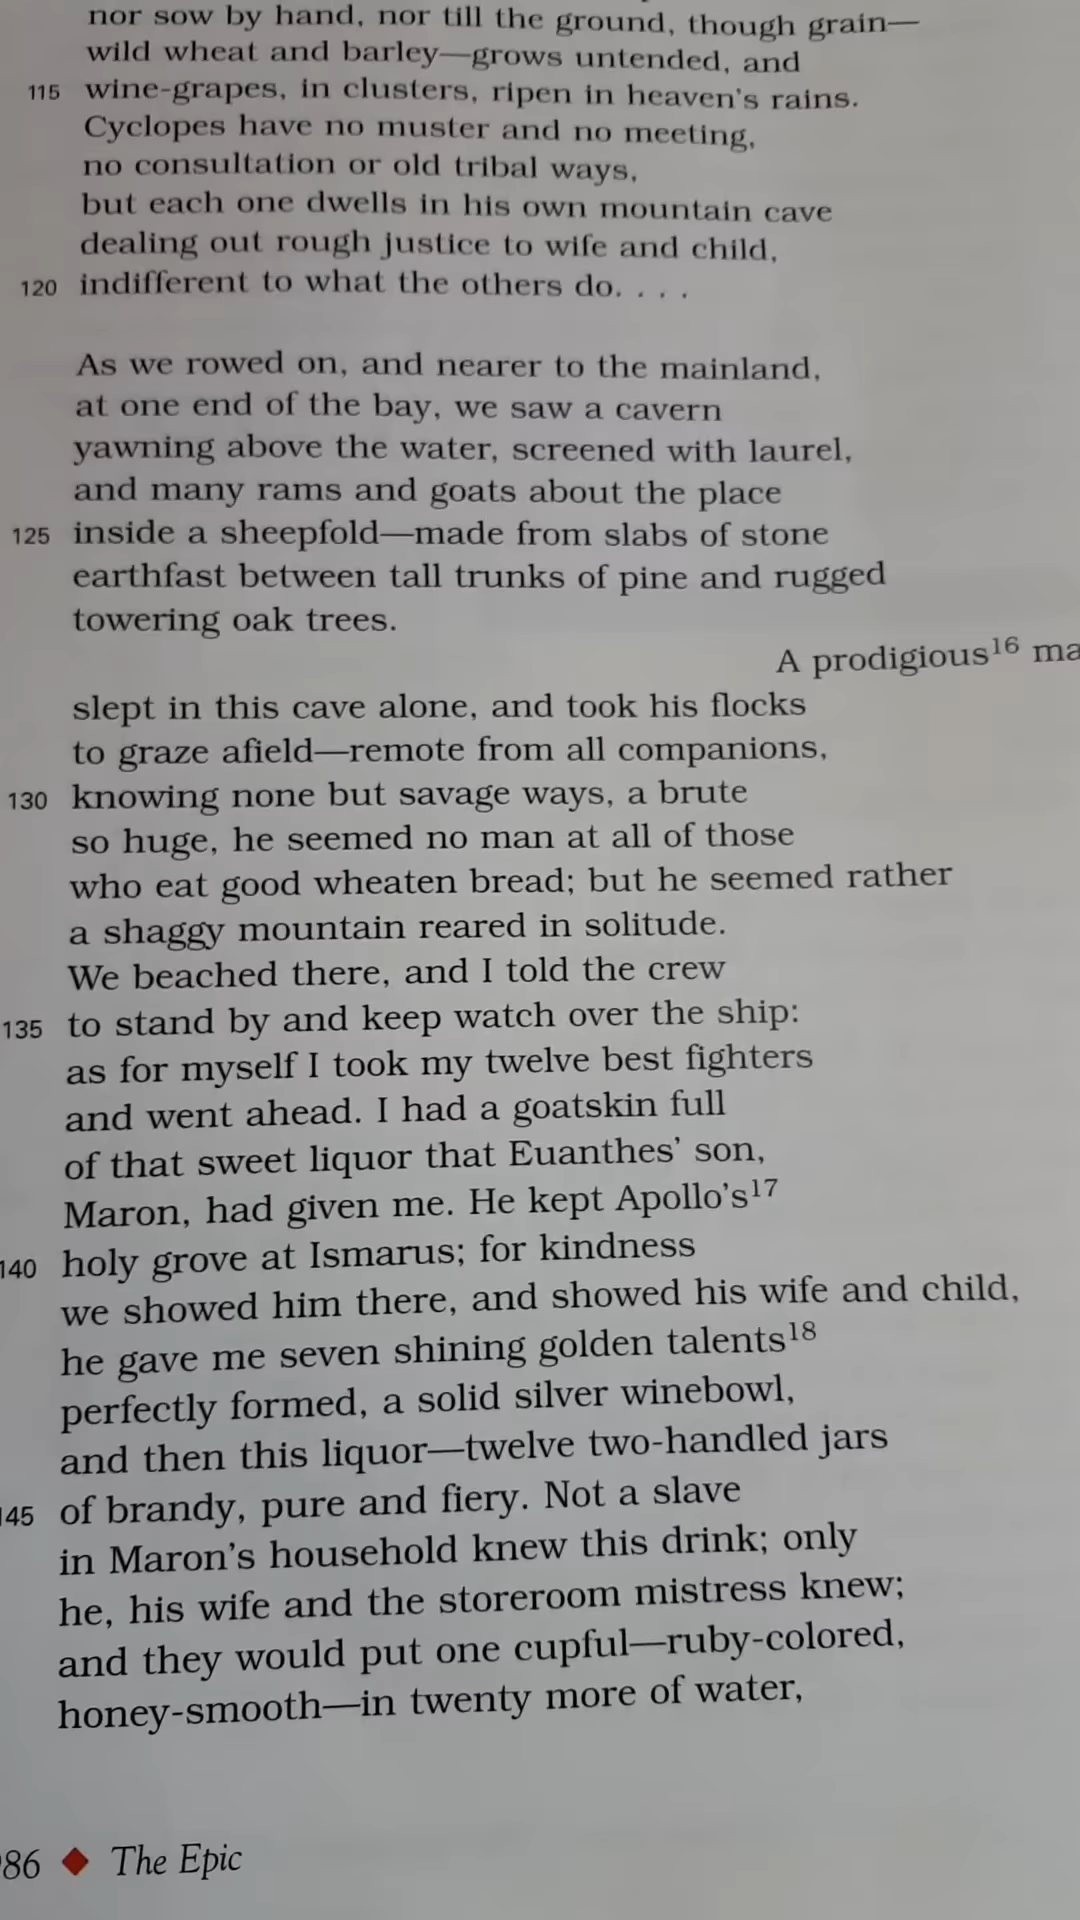 nor sow by hand, nor till the ground, though grain—
wild wheat and barley—grows untended, and
115 wine-grapes, in clusters, ripen in heaven's rains.
Cyclopes have no muster and no meeting,
no consultation or old tribal ways,
but each one dwells in his own mountain cave
dealing out rough justice to wife and child,
120 indifferent to what the others do. . . .
As we rowed on, and nearer to the mainland,
at one end of the bay, we saw a cavern
yawning above the water, screened with laurel,
and many rams and goats about the place
125 inside a sheepfold—made from slabs of stone
earthfast between tall trunks of pine and rugged
towering oak trees.
A prodigious16
slept in this cave alone, and took his flocks
to graze afield—remote from all companions,
130 knowing none but savage ways, a brute
so huge, he seemed no man at all of those
who eat good wheaten bread; but he seemed rather
a shaggy mountain reared in solitude.
We beached there, and I told the crew
135 to stand by and keep watch over the ship:
as for myself I took my twelve best fighters
and went ahead. I had a goatskin full
of that sweet liquor that Euanthes' son,
Maron, had given me. He kept Apollo's17
140 holy grove at Ismarus; for kindness
we showed him there, and showed his wife and child,
he gave me seven shining golden talents18
perfectly formed, a solid silver winebowl,
and then this liquor—twelve two-handled jars
145 of brandy, pure and fiery. Not a slave
in Maron's household knew this drink; only
he, his wife and the storeroom mistress knew;
and they would put one cupful—ruby-colored,
honey-smooth—in twenty more of water,
86 ◆ The Epic